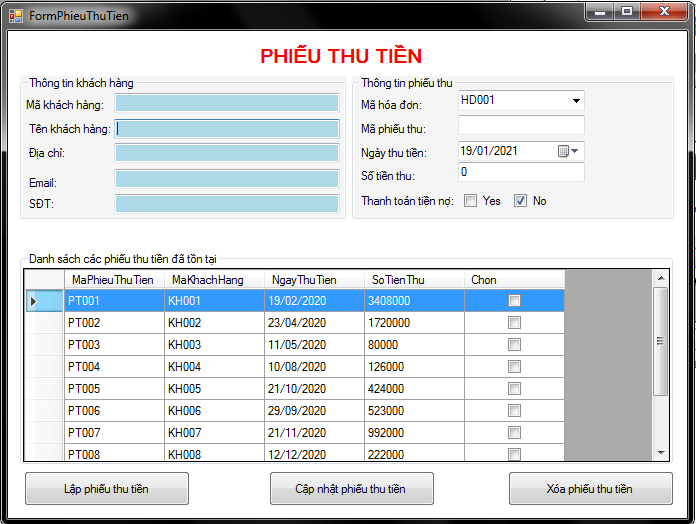 FormPhieuThuTien
PHIẾU THU TIỀN
Thông tin khách hàng
Mã khách hàng:
Tên khách hàng:
Địa chỉ:
Email:
SĐT:
Thông tin phiếu thu
Mã hóa đơn: HD001
Mã phiếu thu:
Ngày thu tiền: 19/01/2021
Số tiền thu: 0
Thanh toán tiền nợ: Yes No
Danh sách các phiếu thu tiền đã tồn tại
MaPhieuThuTien MaKhachHang NgayThuTien SoTienThu Chon
PT001 KH001 19/02/2020 3408000
PT002 KH002 23/04/2020 1720000
PT003 KH003 11/05/2020 80000
PT004 KH004 10/08/2020 126000
PT005 KH005 21/10/2020 424000
PT006 KH006 29/09/2020 523000
PT007 KH007 21/11/2020 992000
PT008 KH008 12/12/2020 222000
Lập phiếu thu tiền Cập nhật phiếu thu tiền Xóa phiếu thu tiền